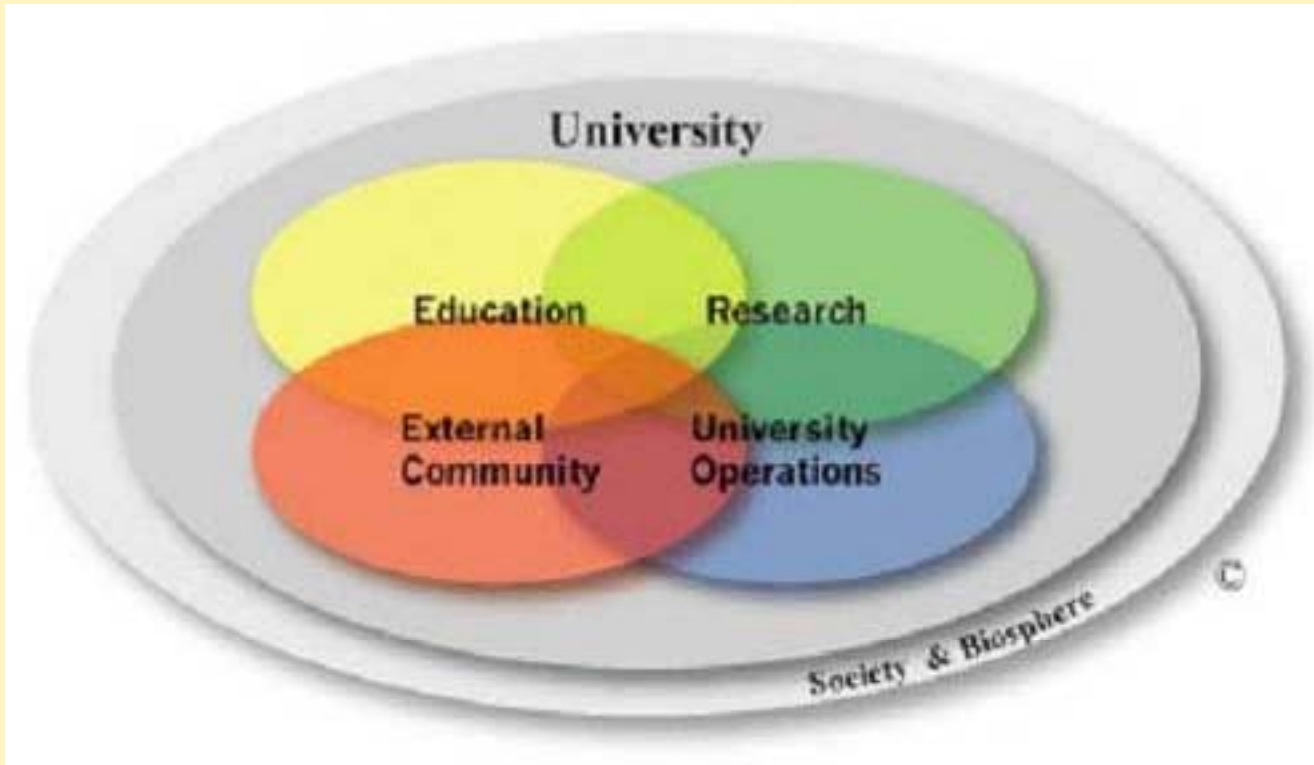 University
Education
Research
External
Community
University
Operations
Society & Biosphere
©